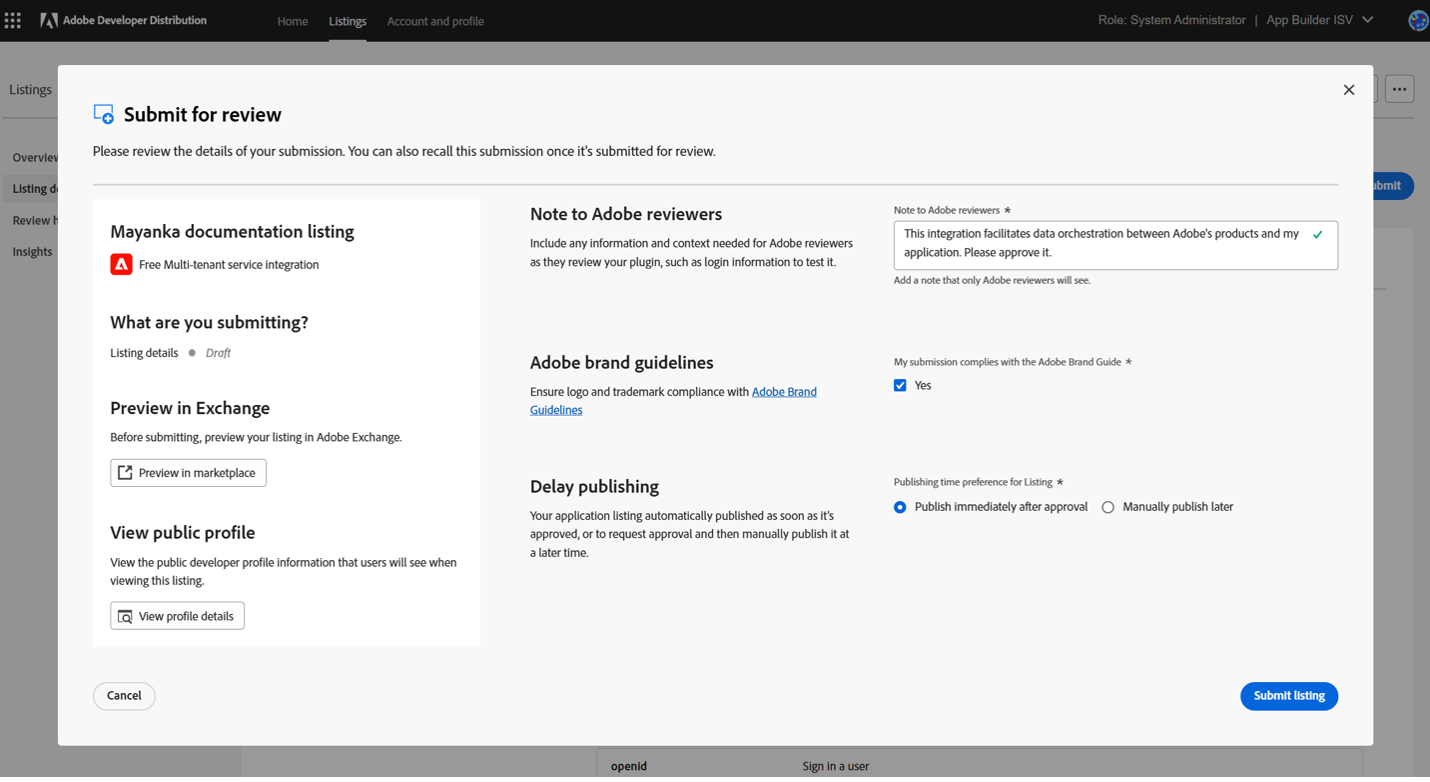 Adobe Developer Distribution
Home
Listings
Account and profile
Role: System Administrator | App Builder ISV
Listings
Overview
Listing de
Review h
Insights
ubmit
Submit for review
Please review the details of your submission. You can also recall this submission once it's submitted for review.
Mayanka documentation listing
Free Multi-tenant service integration
What are you submitting?
Listing details
Draft
Preview in Exchange
Before submitting, preview your listing in Adobe Exchange.
Preview in marketplace
View public profile
View the public developer profile information that users will see when
viewing this listing.
View profile details
Note to Adobe reviewers
Include any information and context needed for Adobe reviewers
as they review your plugin, such as login information to test it.
Note to Adobe reviewers *
This integration facilitates data orchestration between Adobe's products and my
application. Please approve it.
Add a note that only Adobe reviewers will see.
Adobe brand guidelines
Ensure logo and trademark compliance with Adobe Brand
Guidelines
My submission complies with the Adobe Brand Guide *
Yes
Delay publishing
Your application listing automatically published as soon as it's
approved, or to request approval and then manually publish it at
a later time.
Publishing time preference for Listing *
Publish immediately after approval
Manually publish later
Cancel
Submit listing
openid
Sign in a user